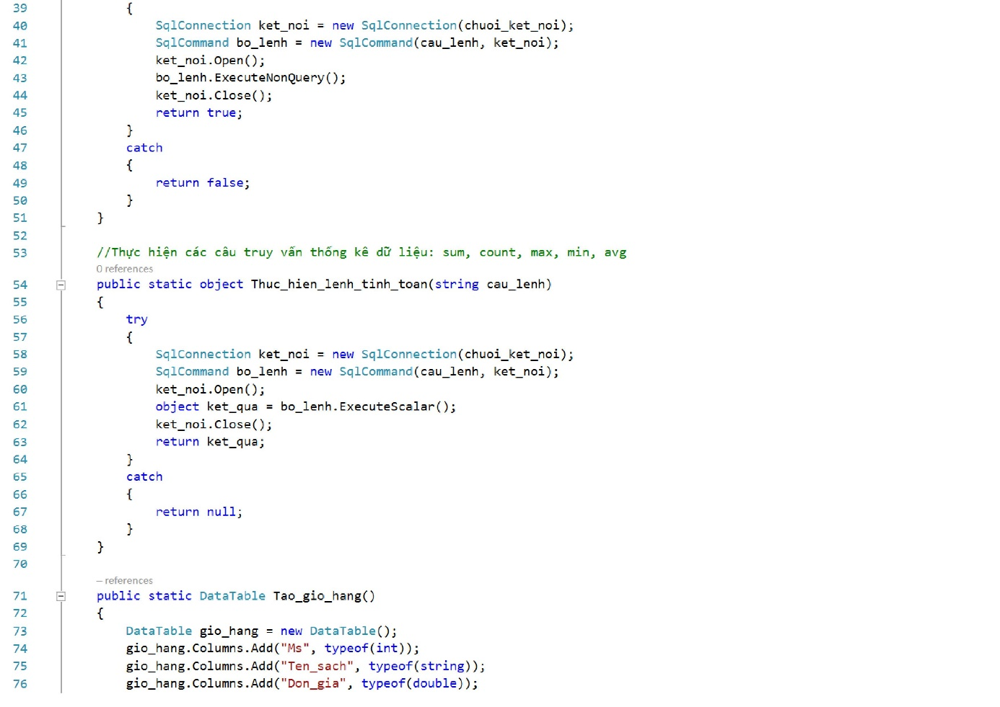 39 {
40 SqlConnection ket_noi = new SqlConnection(chuoi_ket_noi);
41 SqlCommand bo_lenh = new SqlCommand(cau_lenh, ket_noi);
42 ket_noi.Open();
43 bo_lenh.ExecuteNonQuery();
44 ket_noi.Close();
45 return true;
46 }
47 catch
48 {
49 return false;
50 }
51 }
52
53 //Thực hiện các câu truy vấn thống kê dữ liệu: sum, count, max, min, avg
0 references
54 public static object Thuc_hien_lenh_tinh_toan(string cau_lenh)
55 {
56 try
57 {
58 SqlConnection ket_noi = new SqlConnection(chuoi_ket_noi);
59 SqlCommand bo_lenh = new SqlCommand(cau_lenh, ket_noi);
60 ket_noi.Open();
61 object ket_qua = bo_lenh.ExecuteScalar();
62 ket_noi.Close();
63 return ket_qua;
64 }
65 catch
66 {
67 return null;
68 }
69 }
70
– references
71 public static DataTable Tao_gio_hang()
72 {
73 DataTable gio_hang = new DataTable();
74 gio_hang.Columns.Add("Ms", typeof(int));
75 gio_hang.Columns.Add("Ten_sach", typeof(string));
76 gio_hang.Columns.Add("Don_gia", typeof(double));